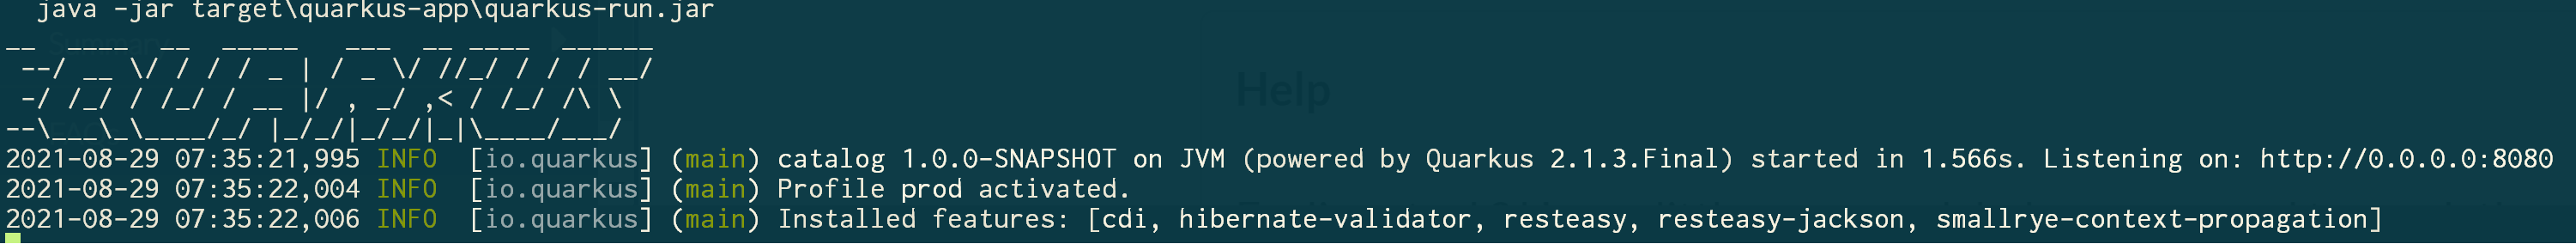 java -jar target\quarkus-app\quarkus-run.jar
__  ____  __  _____   ___  __ ____  ______
 --/ __ \/ / / / _ | / _ \/ //_/ / / / __/
 -/ /_/ / /_/ / __ |/ , _/ ,< / /_/ /\ \
--\___\_\____/_/ |_/_/|_/_/|_|\____/___/
2021-08-29 07:35:21,995 INFO  [io.quarkus] (main) catalog 1.0.0-SNAPSHOT on JVM (powered by Quarkus 2.1.3.Final) started in 1.566s. Listening on: http://0.0.0.0:8080
2021-08-29 07:35:22,004 INFO  [io.quarkus] (main) Profile prod activated.
2021-08-29 07:35:22,006 INFO  [io.quarkus] (main) Installed features: [cdi, hibernate-validator, resteasy, resteasy-jackson, smallrye-context-propagation]
Help